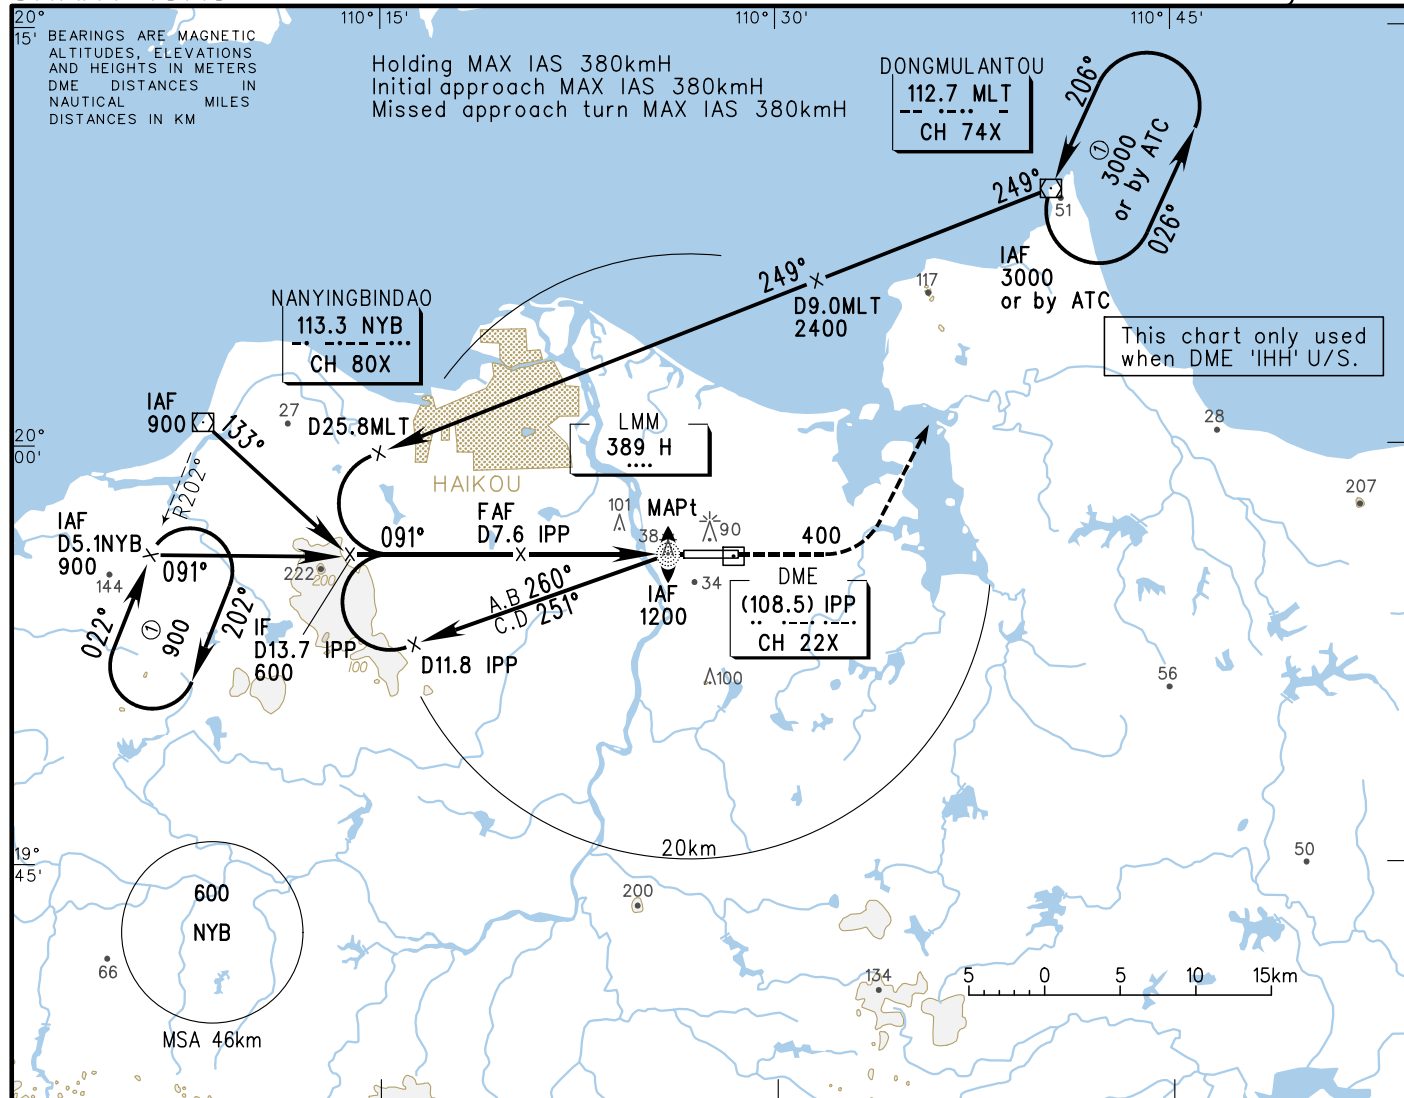 20°
15'
110° 15'
110° 30'
110° 45'
BEARINGS ARE MAGNETIC
ALTITUDES, ELEVATIONS
AND HEIGHTS IN METERS
DME DISTANCES IN
NAUTICAL MILES
DISTANCES IN KM
Holding MAX IAS 380kmH
Initial approach MAX IAS 380kmH
Missed approach turn MAX IAS 380kmH
DONGMULANTOU
112.7 MLT
CH 74X
206°
①
3000
or by ATC
026°
249°
51
IAF
3000
or by ATC
249°
D9.0MLT
2400
117
This chart only used
when DME 'IHH' U/S.
NANYINGBINDAO
113.3 NYB
CH 80X
IAF
900
133°
27
D25.8MLT
LMM
389 H
28
20°
00'
R202°
HAIKOU
207
IAF
D5.1NYB
900
091°
144
022°
①
900
202°
222
200
091°
FAF
D7.6 IPP
101
MAPt
38
90
400
34
IAF
1200
DME
(108.5) IPP
CH 22X
A.B 260°
C.D 251°
IF
D13.7 IPP
600
100
D11.8 IPP
100
56
20km
19°
45'
50
600
NYB
MSA 46km
66
200
134
5 0 5 10 15km